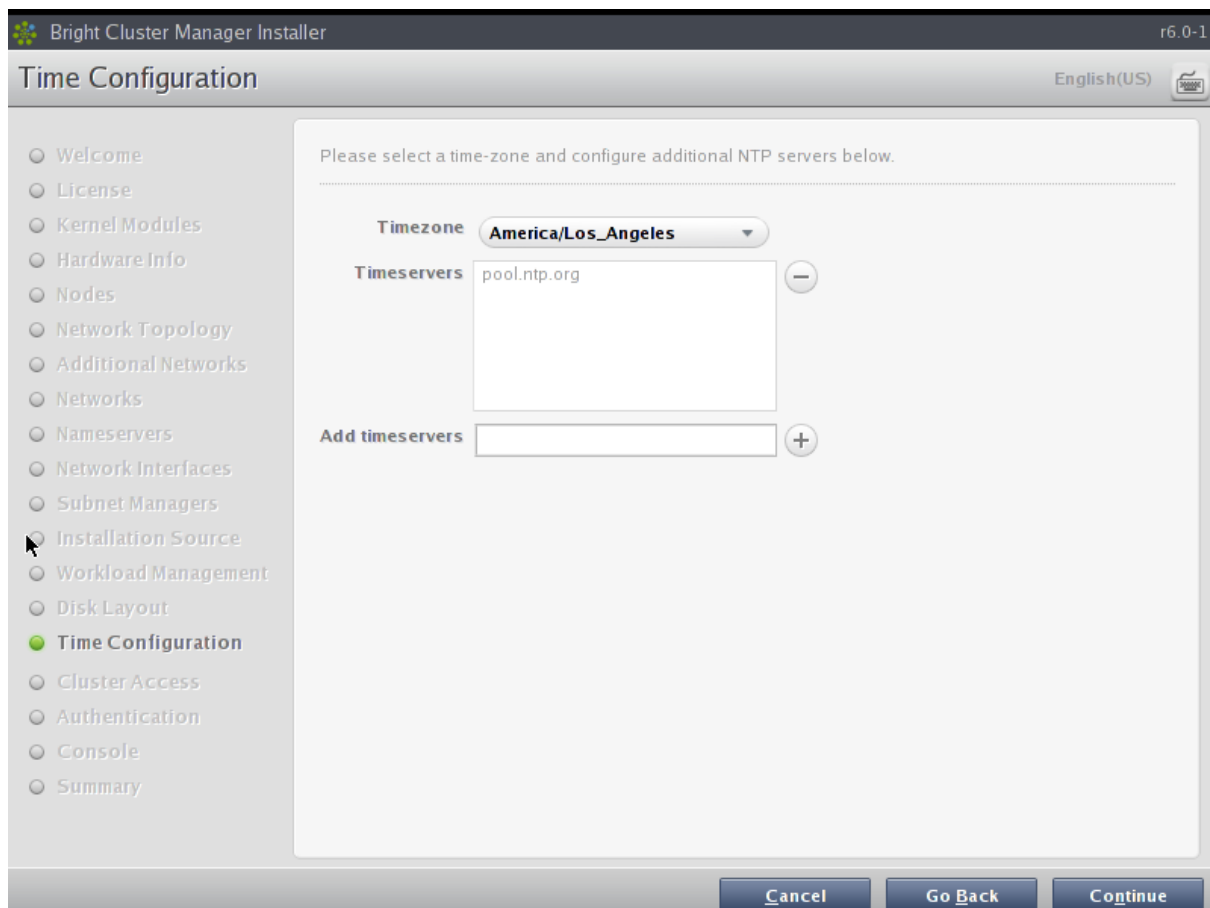 Bright Cluster Manager Installer
r6.0-1
Time Configuration
English(US)
Welcome
License
Kernel Modules
Hardware Info
Nodes
Network Topology
Additional Networks
Networks
Nameservers
Network Interfaces
Subnet Managers
Installation Source
Workload Management
Disk Layout
Time Configuration
Cluster Access
Authentication
Console
Summary
Please select a time-zone and configure additional NTP servers below.
Timezone America/Los_Angeles
Timeservers pool.ntp.org
Add timeservers
Cancel
Go Back
Continue